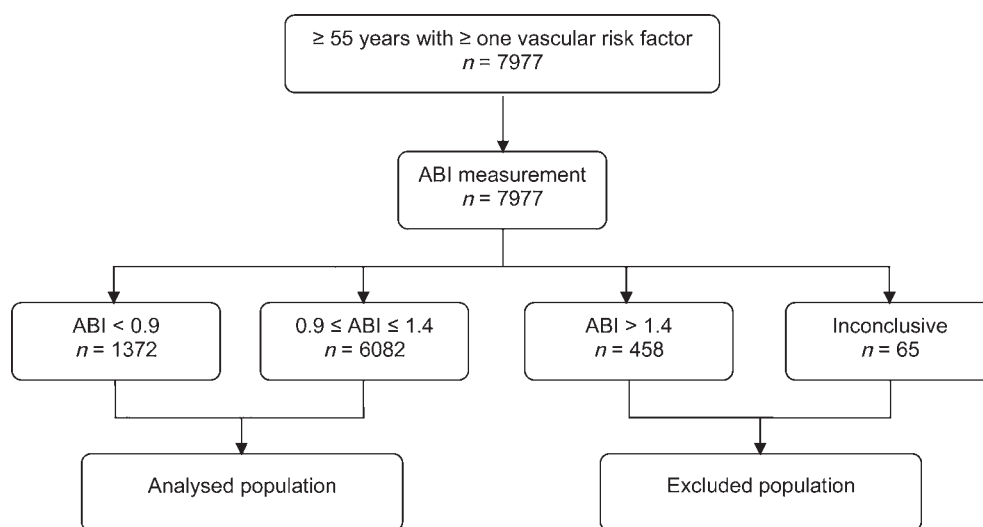 ≥ 55 years with ≥ one vascular risk factor
n = 7977
ABI measurement
n = 7977
ABI < 0.9
n = 1372
0.9 ≤ ABI ≤ 1.4
n = 6082
ABI > 1.4
n = 458
Inconclusive
n = 65
Analysed population
Excluded population